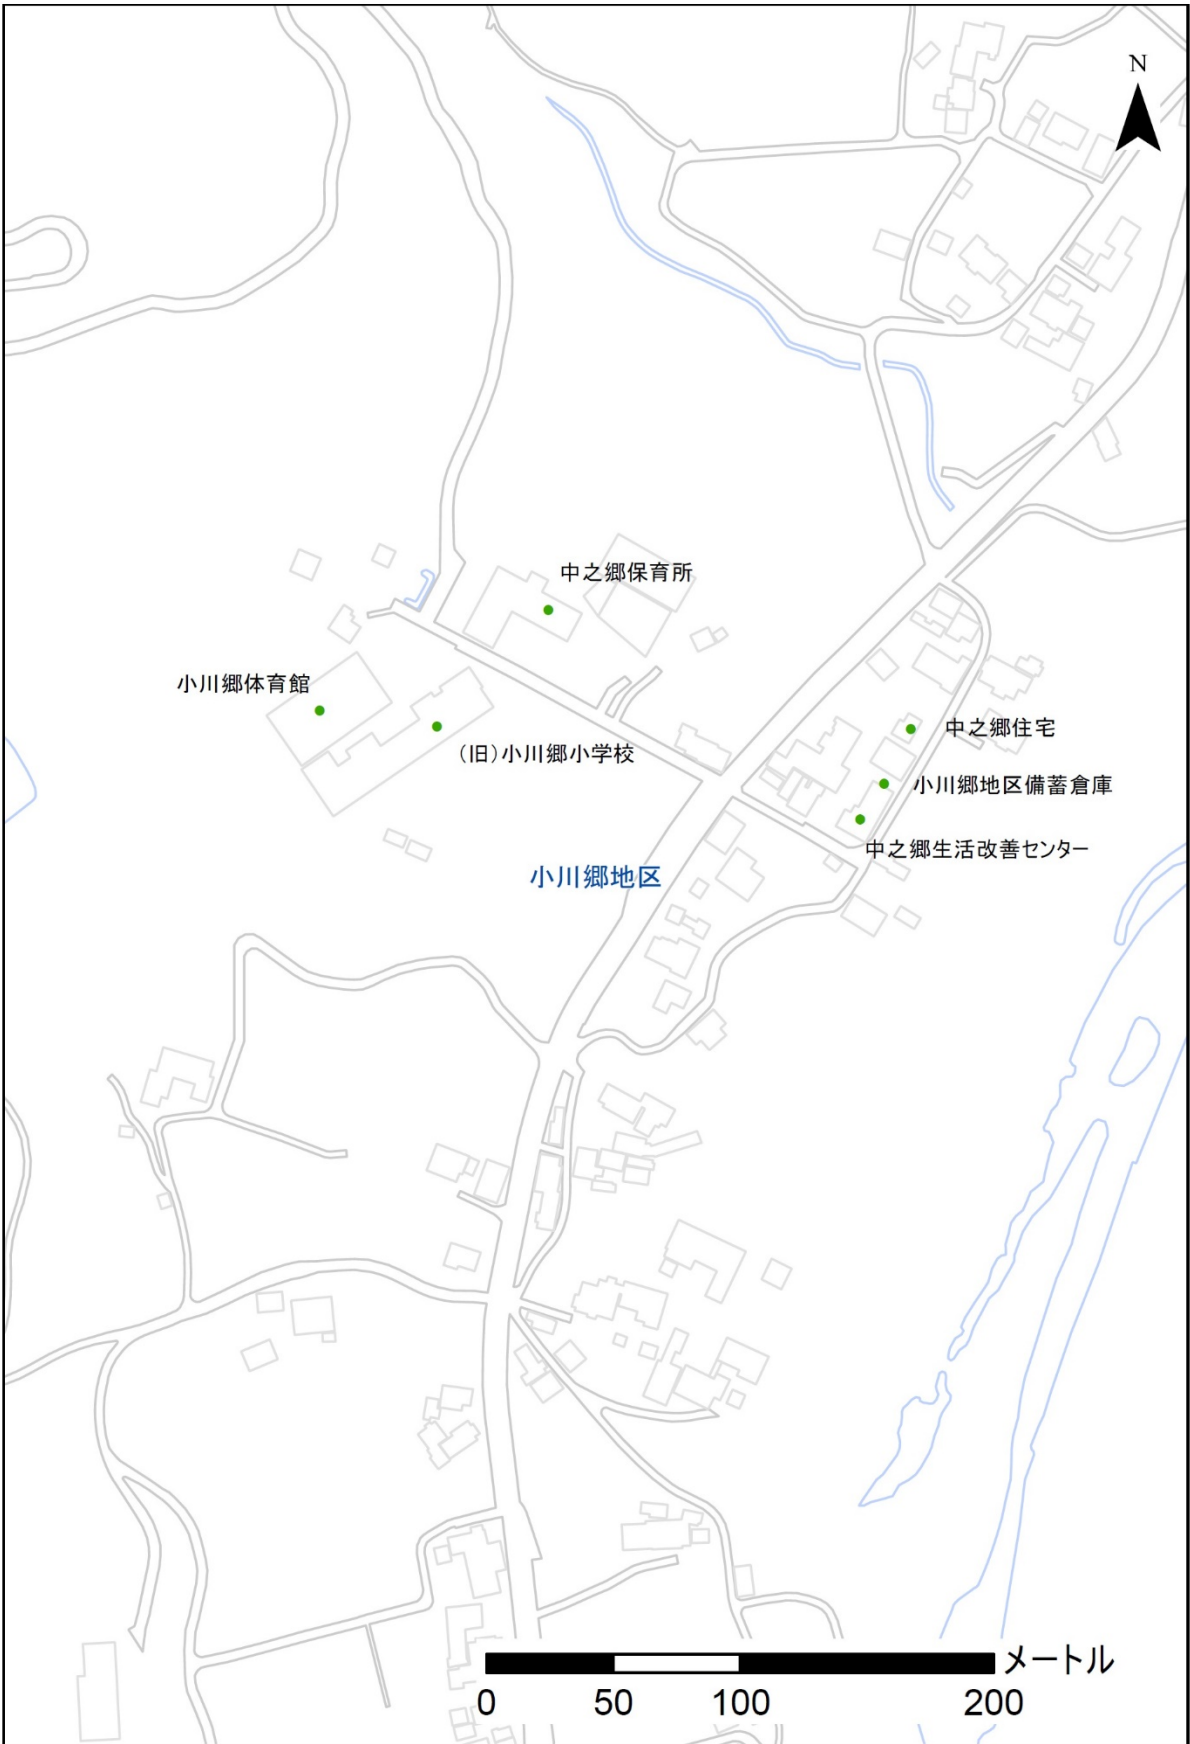 N
中之郷保育所
小川郷体育館
中之郷住宅
（旧）小川郷小学校
小川郷地区備蓄倉庫
中之郷生活改善センター
小川郷地区
メートル
0 50 100 200